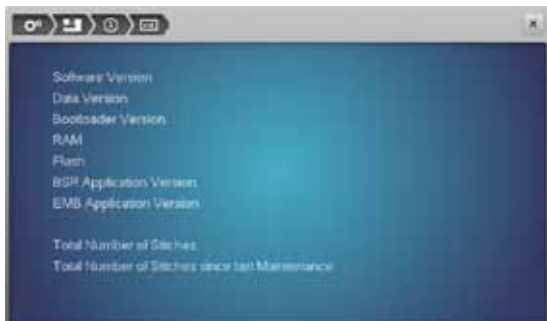 Software Version
Data Version
Bootloader Version
RAM
Flash
BSR Application Version
EMB Application Version
Total Number of Stitches
Total Number of Stitches since last Maintenance